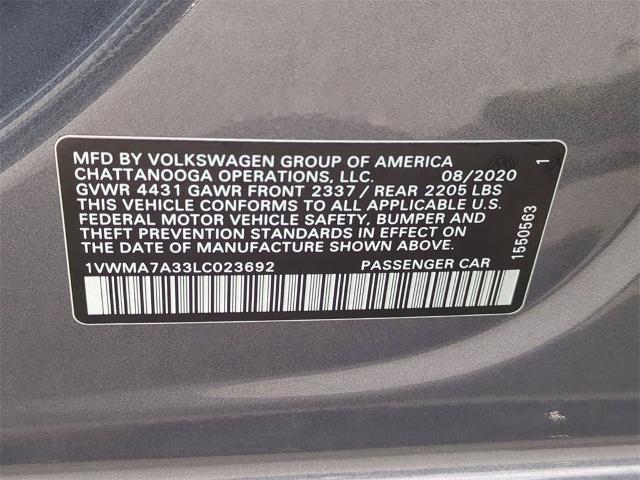 MFD BY VOLKSWAGEN GROUP OF AMERICA
CHATTANOOGA OPERATIONS, LLC. 08/2020
GVWR 4431 GAWR FRONT 2337 / REAR 2205 LBS
THIS VEHICLE CONFORMS TO ALL APPLICABLE U.S.
FEDERAL MOTOR VEHICLE SAFETY, BUMPER AND
THEFT PREVENTION STANDARDS IN EFFECT ON
THE DATE OF MANUFACTURE SHOWN ABOVE.
1VWMA7A33LC023692 PASSENGER CAR
1550563 1